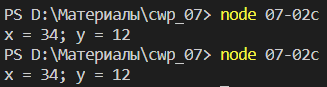 PS D:\Материалы\cwp_07> node 07-02c
x = 34; y = 12
PS D:\Материалы\cwp_07> node 07-02c
x = 34; y = 12